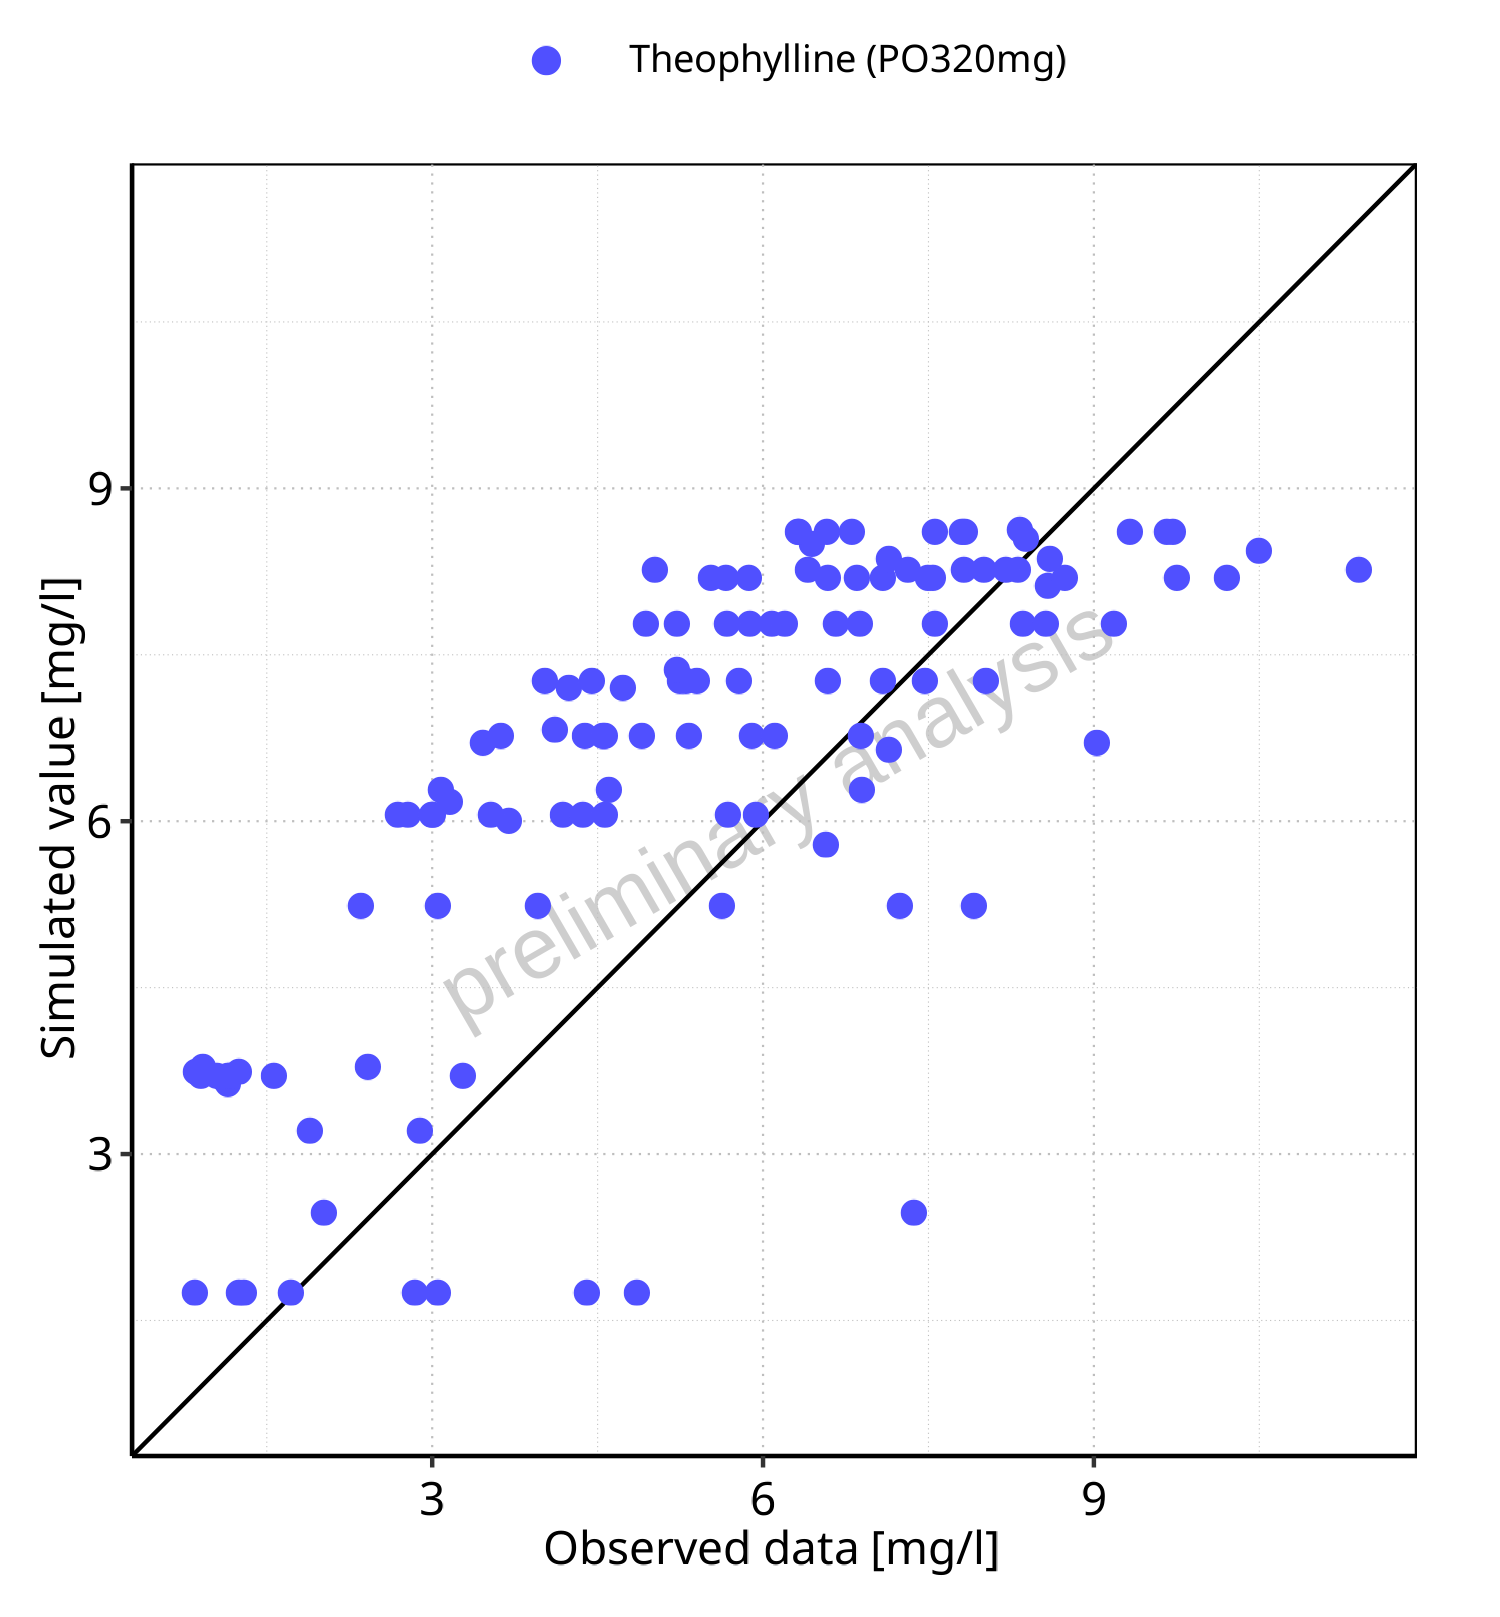 Theophylline (PO320mg)
9
6
3
Simulated value [mg/l]
preliminary analysis
3 6 9
Observed data [mg/l]